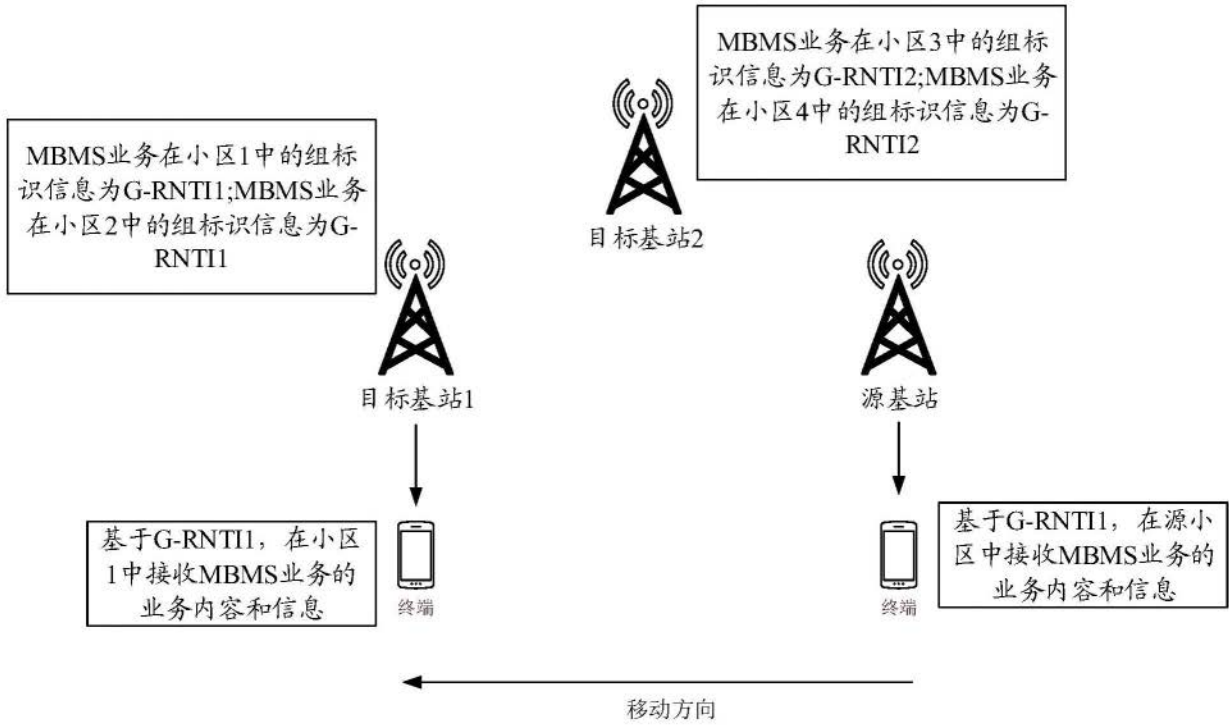 MBMS业务在小区3中的组标
识信息为G-RNTI2;MBMS业务
在小区4中的组标识信息为G-
RNTI2
MBMS业务在小区1中的组标
识信息为G-RNTI1;MBMS业务
在小区2中的组标识信息为G-
RNTI1
目标基站2
目标基站1
源基站
基于G-RNTI1，在小区
1中接收MBMS业务的
业务内容和信息
终端
终端
基于G-RNTI1，在源小
区中接收MBMS业务的
业务内容和信息
移动方向